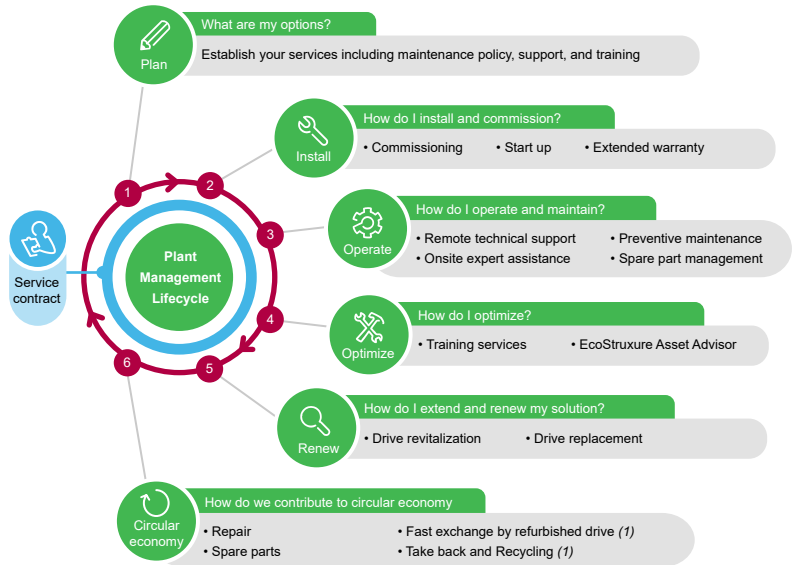 What are my options?
Plan
Establish your services including maintenance policy, support, and training
How do I install and commission?
Install
• Commissioning • Start up • Extended warranty
How do I operate and maintain?
Operate
• Remote technical support • Preventive maintenance
• Onsite expert assistance • Spare part management
1
2
3
4
5
6
Plant
Management
Lifecycle
Service
contract
How do I optimize?
Optimize
• Training services • EcoStruxure Asset Advisor
How do I extend and renew my solution?
Renew
• Drive revitalization • Drive replacement
How do we contribute to circular economy
Circular
economy
• Repair • Fast exchange by refurbished drive (1)
• Spare parts • Take back and Recycling (1)